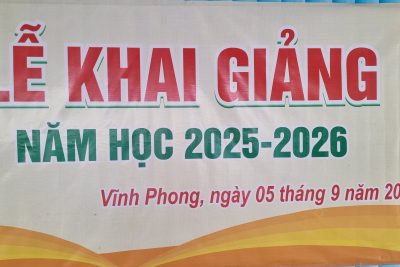 LỄ KHAI GIẢNG
NĂM HỌC 2025-2026
Vĩnh Phong, ngày 05 tháng 9 năm 20